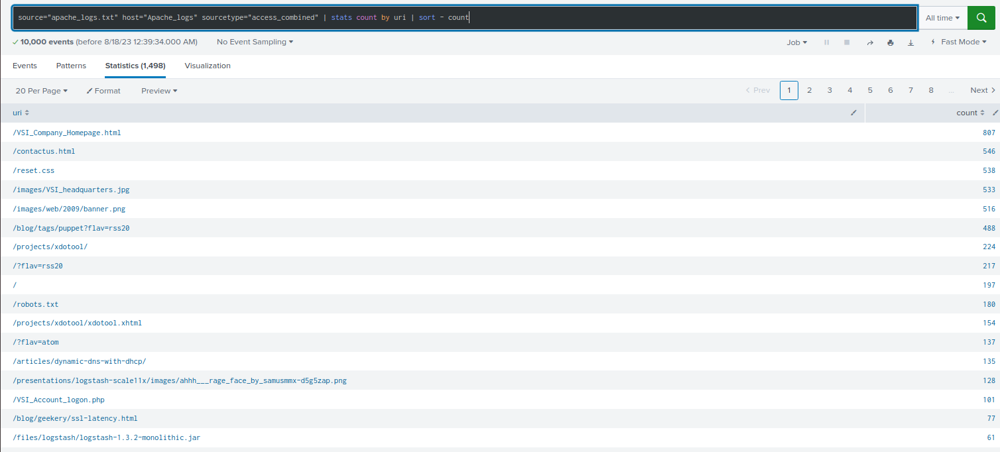 source="apache_logs.txt" host="Apache_logs" sourcetype="access_combined" | stats count by uri | sort - count All time
10,000 events (before 8/18/23 12:39:34.000 AM) No Event Sampling Job Fast Mode
Events Patterns Statistics (1,498) Visualization
20 Per Page Format Preview < Prev 1 2 3 4 5 6 7 8 ... Next >
uri count
/VSI_Company_Homepage.html 807
/contactus.html 546
/reset.css 538
/images/VSI_headquarters.jpg 533
/images/web/2009/banner.png 516
/blog/tags/puppet?flav=rss20 488
/projects/xdotool/ 224
/?flav=rss20 217
/ 197
/robots.txt 180
/projects/xdotool/xdotool.xhtml 154
/?flav=atom 137
/articles/dynamic-dns-with-dhcp/ 135
/presentations/logstash-scale11x/images/ahhh___rage_face_by_samusmmx-d5g5zap.png 128
/VSI_Account_logon.php 101
/blog/geekery/ssl-latency.html 77
/files/logstash/logstash-1.3.2-monolithic.jar 61